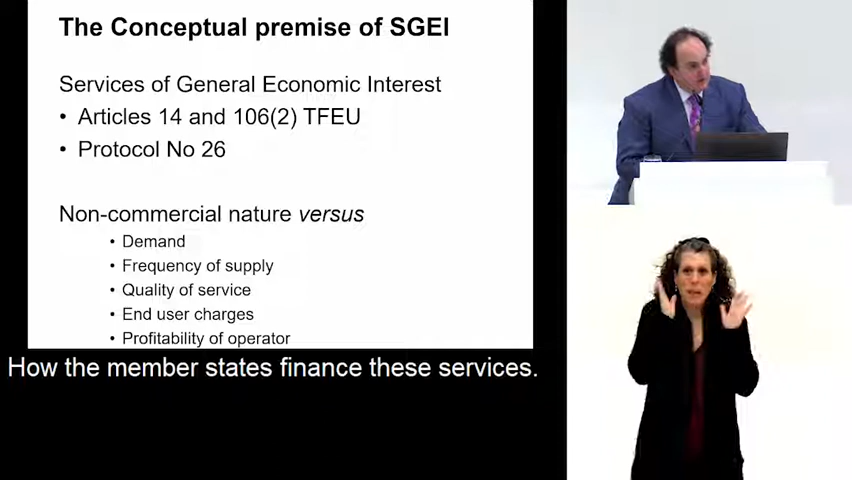 The Conceptual premise of SGEI
Services of General Economic Interest
• Articles 14 and 106(2) TFEU
• Protocol No 26
Non-commercial nature versus
• Demand
• Frequency of supply
• Quality of service
• End user charges
• Profitability of operator
How the member states finance these services.